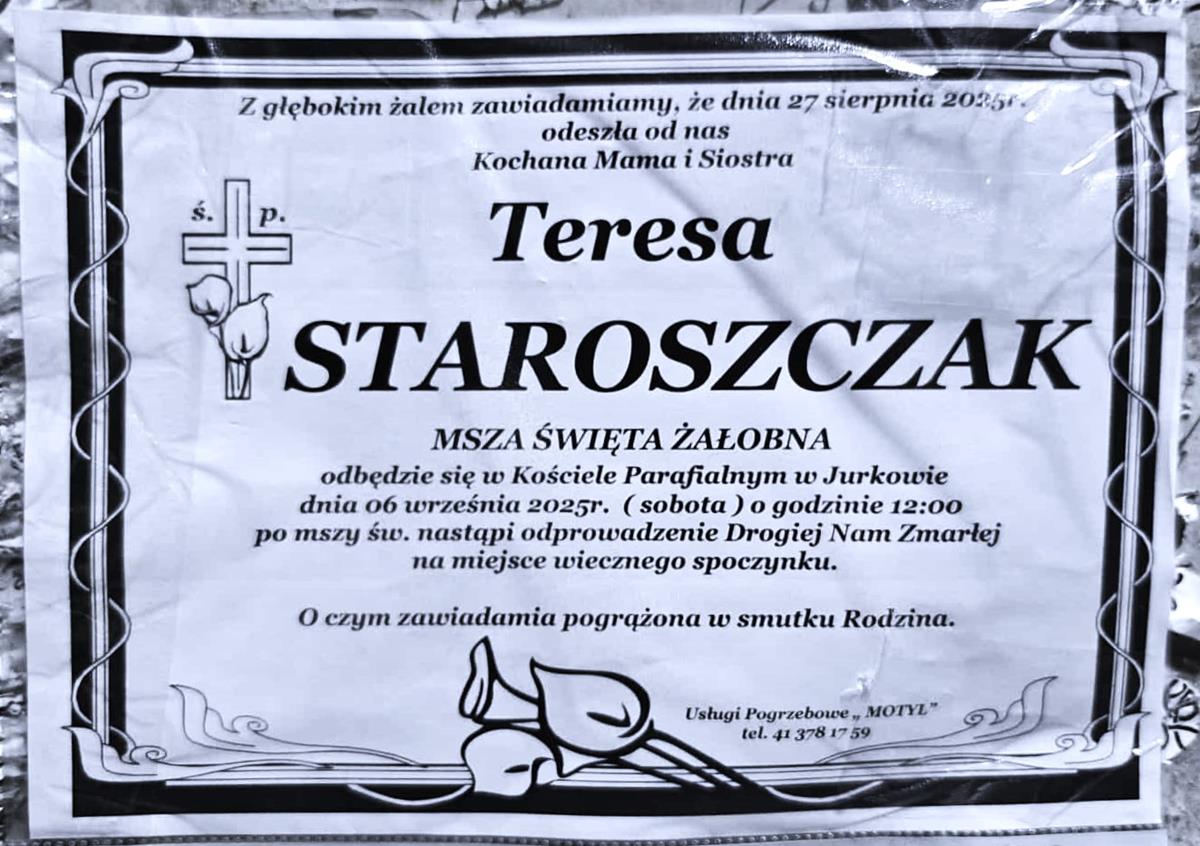 Z głębokim żalem zawiadamiamy, że dnia 27 sierpnia 2025r.
odeszła od nas
Kochana Mama i Siostra
ś. p.
Teresa
STAROSZCZAK
MSZA ŚWIĘTA ŻAŁOBNA
odbędzie się w Kościele Parafialnym w Jurkowie
dnia 06 września 2025r. ( sobota ) o godzinie 12:00
po mszy św. nastąpi odprowadzenie Drogiej Nam Zmarłej
na miejsce wiecznego spoczynku.
O czym zawiadamia pogrążona w smutku Rodzina.
Usługi Pogrzebowe „ MOTYL”
tel. 41 378 17 59